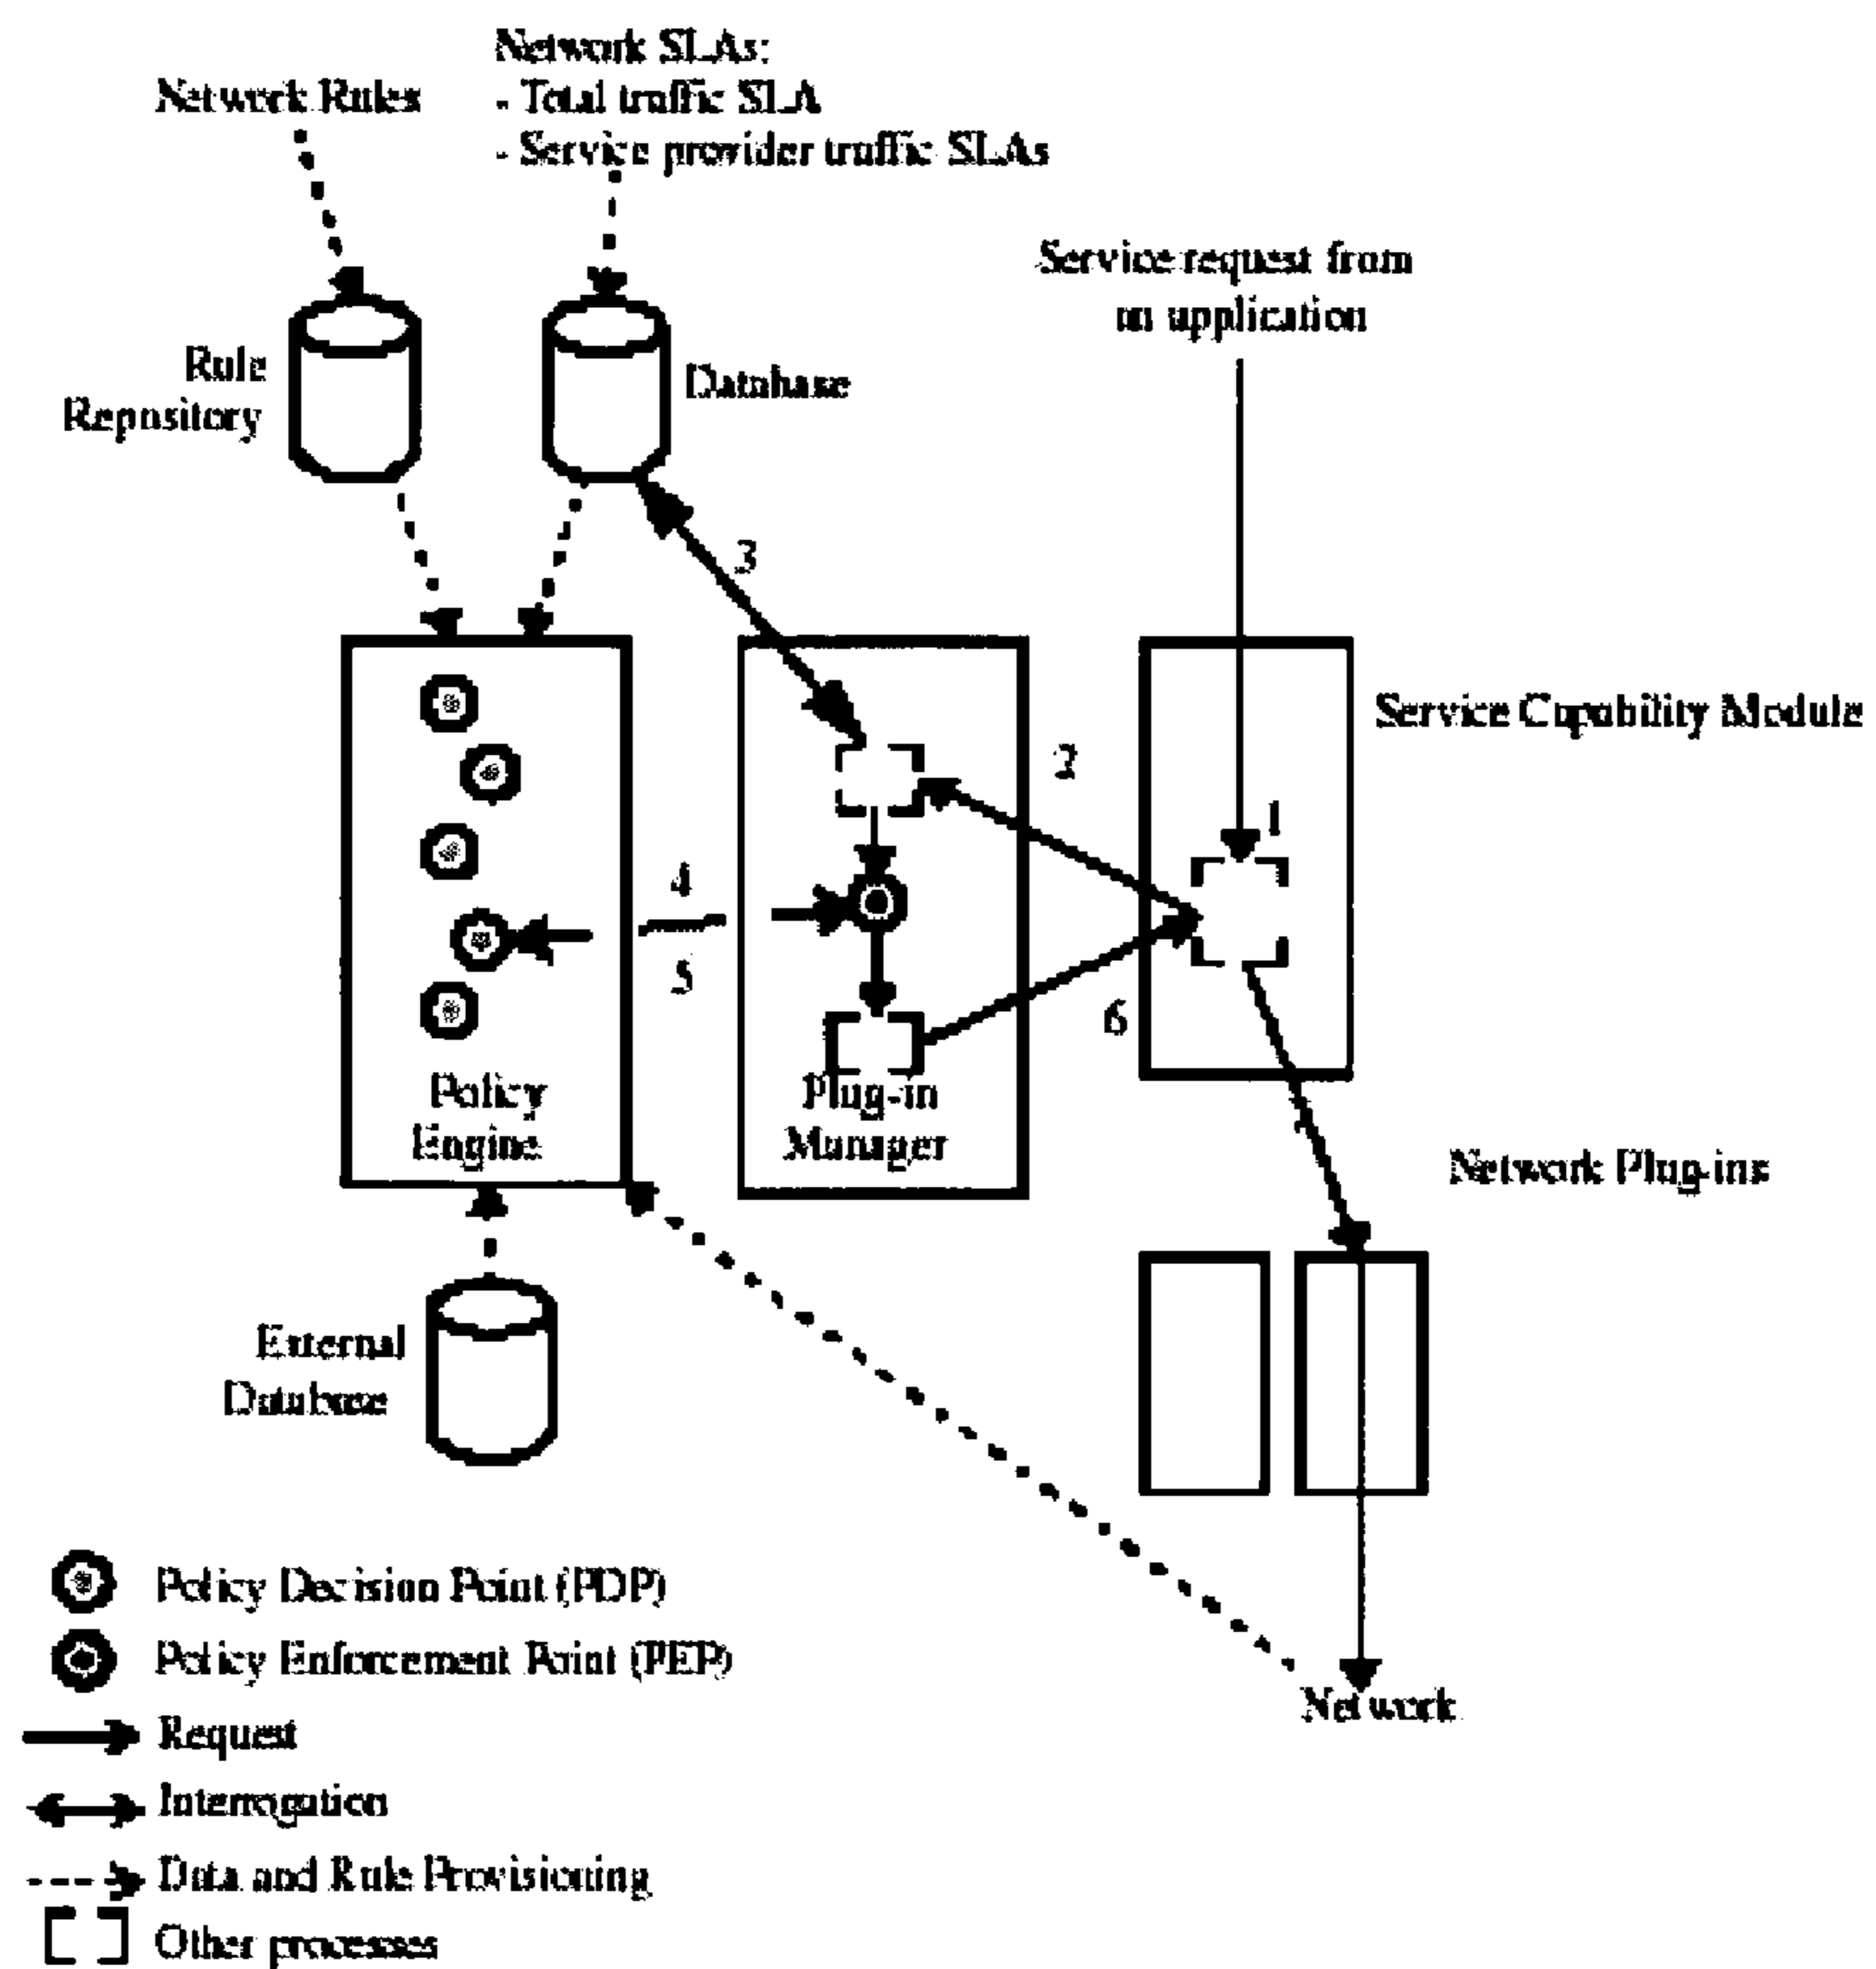 Network SLAs:
Network Rules
- Total traffic SLA
- Service provider traffic SLAs
Service request from
an application
Rule
Repository
Database
3
Service Capability Module
2
1
4
5
6
Policy
Engine
Plug-in
Manager
Network Plug-ins
External
Database
Policy Decision Point (PDP)
Policy Enforcement Point (PEP)
Network
Request
Interrogation
Data and Rule Provisioning
Other processes